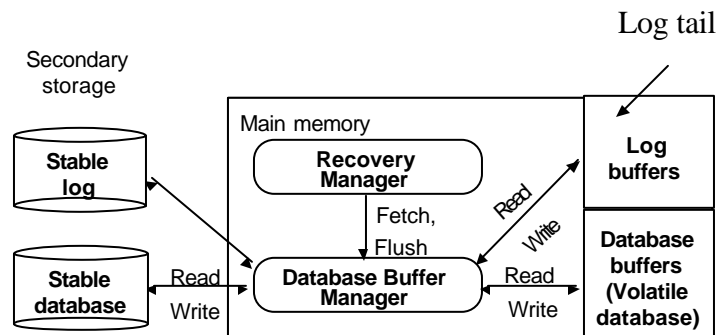 Log tail
Secondary
storage
Main memory
Stable
log
Recovery
Manager
Log
buffers
Read
Write
Fetch,
Flush
Stable
database
Read
Write
Database Buffer
Manager
Read
Write
Database
buffers
(Volatile
database)